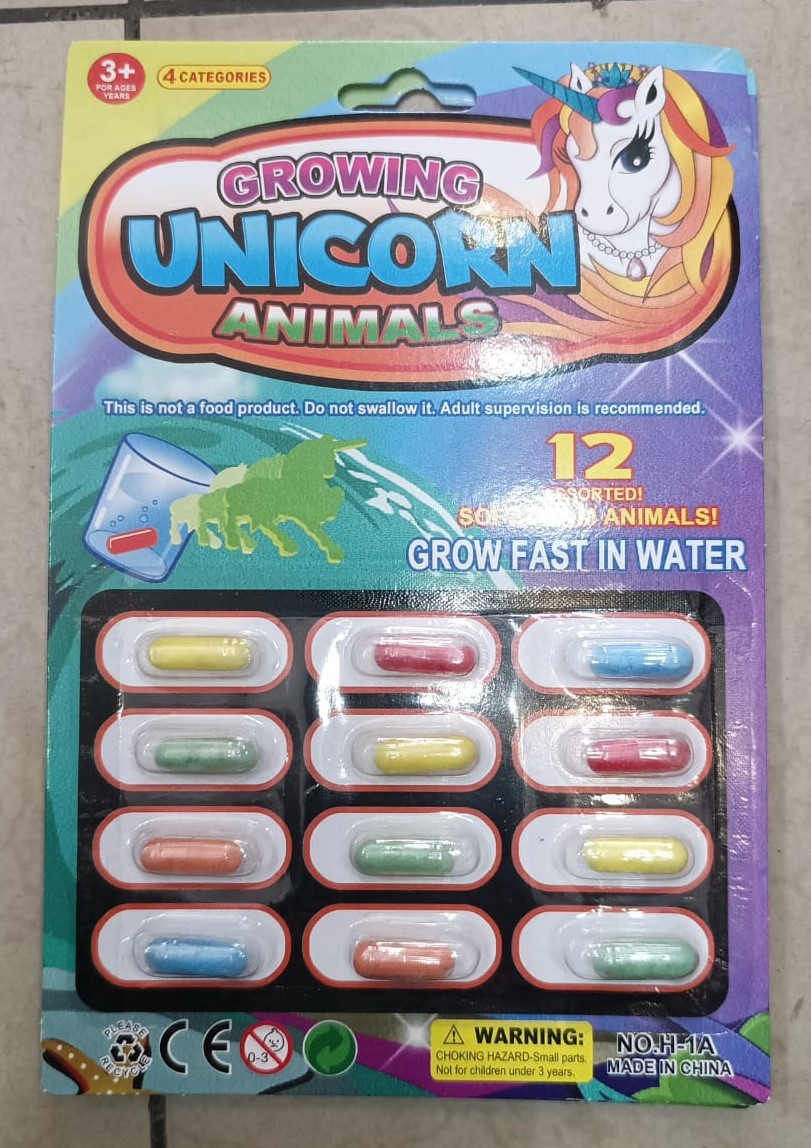 3+
FOR AGES
YEARS
4 CATEGORIES
GROWING
UNICORN
ANIMALS
This is not a food product. Do not swallow it. Adult supervision is recommended.
12
ASSORTED!
ANIMALS!
GROW FAST IN WATER
PLEASE
RECYCLE
CE
0-3
WARNING:
CHOKING HAZARD-Small parts.
Not for children under 3 years.
NO.H-1A
MADE IN CHINA